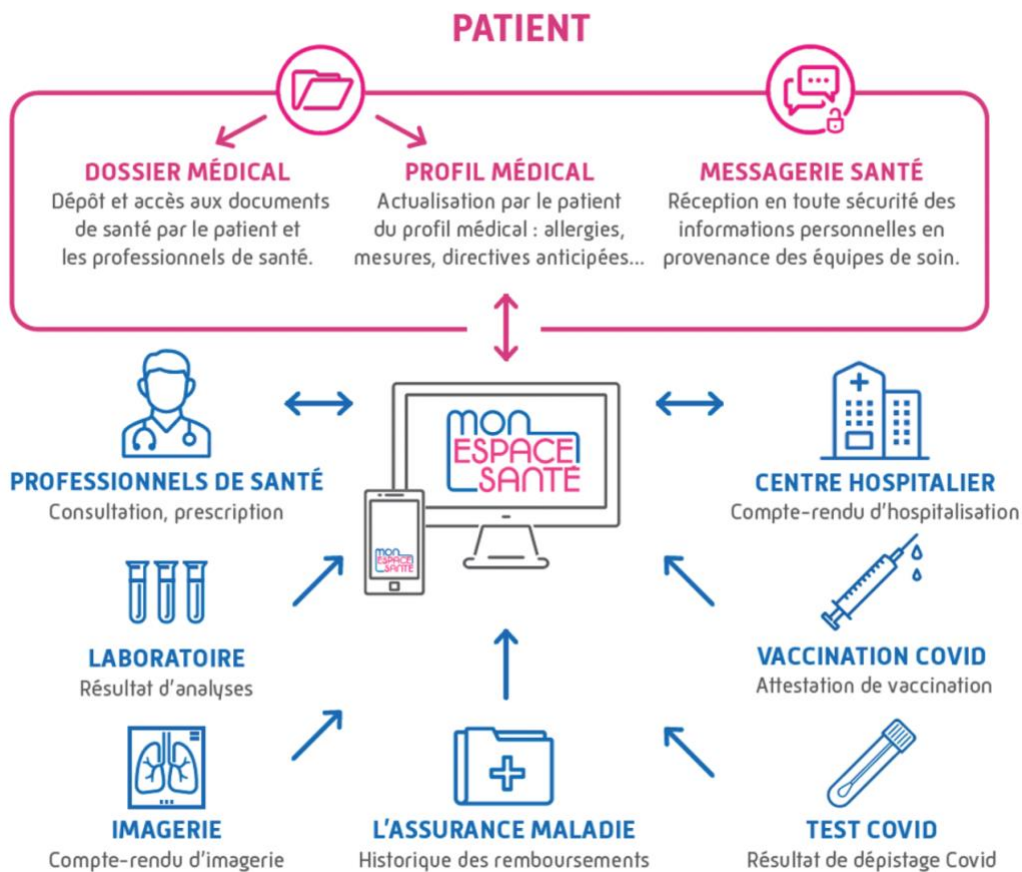 PATIENT
DOSSIER MÉDICAL
Dépôt et accès aux documents
de santé par le patient et
les professionnels de santé.
PROFIL MÉDICAL
Actualisation par le patient
du profil médical : allergies,
mesures, directives anticipées...
MESSAGERIE SANTÉ
Réception en toute sécurité des
informations personnelles en
provenance des équipes de soin.
PROFESSIONNELS DE SANTÉ
Consultation, prescription
mon
ESPACE
SANTÉ
mon
ESPACE
SANTÉ
CENTRE HOSPITALIER
Compte-rendu d'hospitalisation
LABORATOIRE
Résultat d'analyses
VACCINATION COVID
Attestation de vaccination
IMAGERIE
Compte-rendu d'imagerie
L'ASSURANCE MALADIE
Historique des remboursements
TEST COVID
Résultat de dépistage Covid